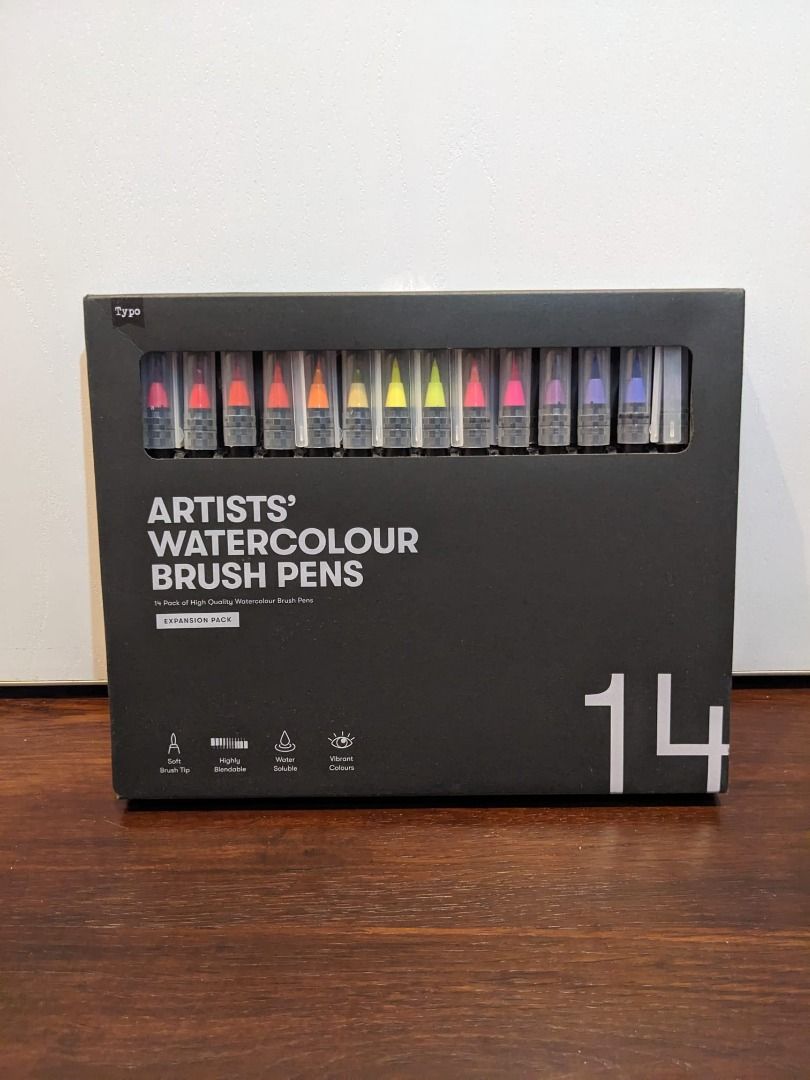 Typo
ARTISTS’
WATERCOLOUR
BRUSH PENS
14 Pack of High Quality Watercolour Brush Pens
EXPANSION PACK
Soft
Brush Tip
Highly
Blendable
Water
Soluble
Vibrant
Colours
14